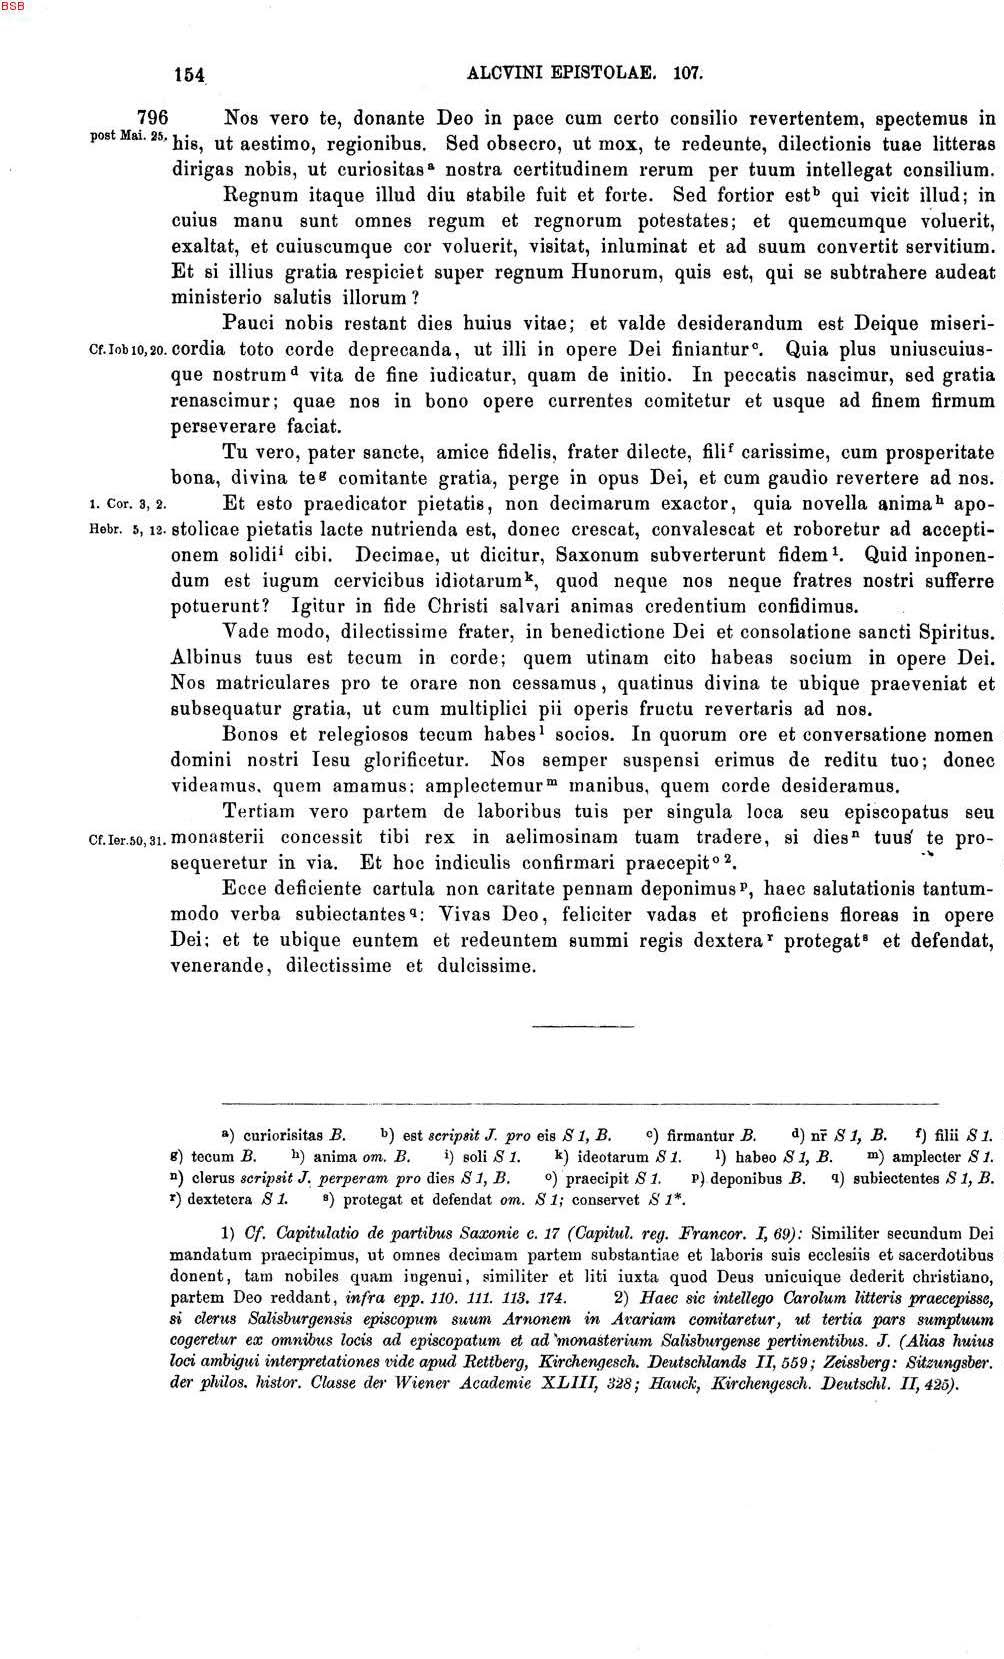 BSB
154 ALCVINI EPISTOLAE. 107.
796 Nos vero te, donante Deo in pace cum certo consilio revertentem, spectemus in
post Mai. 25. his, ut aestimo, regionibus. Sed obsecro, ut mox, te redeunte, dilectionis tuae litteras
dirigas nobis, ut curiositas ᵃ nostra certitudinem rerum per tuum intellegat consilium.
Regnum itaque illud diu stabile fuit et forte. Sed fortior est ᵇ qui vicit illud; in
cuius manu sunt omnes regum et regnorum potestates; et quemcumque voluerit,
exaltat, et cuiuscumque cor voluerit, visitat, inluminat et ad suum convertit servitium.
Et si illius gratia respiciet super regnum Hunorum, quis est, qui se subtrahere audeat
ministerio salutis illorum?
Pauci nobis restant dies huius vitae; et valde desiderandum est Deique miseri-
Cf. Iob 10, 20. cordia toto corde deprecanda, ut illi in opere Dei finiantur ᶜ. Quia plus uniuscuius-
que nostrum ᵈ vita de fine iudicatur, quam de initio. In peccatis nascimur, sed gratia
renascimur; quae nos in bono opere currentes comitetur et usque ad finem firmum
perseverare faciat.
Tu vero, pater sancte, amice fidelis, frater dilecte, fili ᶠ carissime, cum prosperitate
bona, divina te ᵍ comitante gratia, perge in opus Dei, et cum gaudio revertere ad nos.
1. Cor. 3, 2. Et esto praedicator pietatis, non decimarum exactor, quia novella anima ʰ apo-
Hebr. 5, 12. stolicae pietatis lacte nutrienda est, donec crescat, convalescat et roboretur ad accepti-
onem solidi ⁱ cibi. Decimae, ut dicitur, Saxonum subverterunt fidem ¹. Quid inponen-
dum est iugum cervicibus idiotarum ᵏ, quod neque nos neque fratres nostri sufferre
potuerunt? Igitur in fide Christi salvari animas credentium confidimus.
Vade modo, dilectissime frater, in benedictione Dei et consolatione sancti Spiritus.
Albinus tuus est tecum in corde; quem utinam cito habeas socium in opere Dei.
Nos matriculares pro te orare non cessamus, quatinus divina te ubique praeveniat et
subsequatur gratia, ut cum multiplici pii operis fructu revertaris ad nos.
Bonos et relegiosos tecum habes ˡ socios. In quorum ore et conversatione nomen
domini nostri Iesu glorificetur. Nos semper suspensi erimus de reditu tuo; donec
videamus, quem amamus; amplectemur ᵐ manibus, quem corde desideramus.
Tertiam vero partem de laboribus tuis per singula loca seu episcopatus seu
Cf. Ier. 50, 31. monasterii concessit tibi rex in aelimosinam tuam tradere, si dies ⁿ tuus te pro-
sequeretur in via. Et hoc indiculis confirmari praecepit ᵒ ².
Ecce deficiente cartula non caritate pennam deponimus ᵖ, haec salutationis tantum-
modo verba subiectantes q: Vivas Deo, feliciter vadas et proficiens floreas in opere
Dei; et te ubique euntem et redeuntem summi regis dextera ʳ protegat ˢ et defendat,
venerande, dilectissime et dulcissime.
a) curiorisitas B. b) est scripsit J. pro eis S 1, B. c) firmantur B. d) nr̄ S 1, B. f) filii S 1.
g) tecum B. h) anima om. B. i) soli S 1. k) ideotarum S 1. l) habeo S 1, B. m) amplecter S 1.
n) clerus scripsit J. perperam pro dies S 1, B. o) praecipit S 1. p) deponibus B. q) subiectentes S 1, B.
r) dextetera S 1. s) protegat et defendat om. S 1; conservet S 1*.
1) Cf. Capitulatio de partibus Saxonie c. 17 (Capitul. reg. Francor. I, 69): Similiter secundum Dei
mandatum praecipimus, ut omnes decimam partem substantiae et laboris suis ecclesiis et sacerdotibus
donent, tam nobiles quam ingenui, similiter et liti iuxta quod Deus unicuique dederit christiano,
partem Deo reddant, infra epp. 110. 111. 113. 174. 2) Haec sic intellego Carolum litteris praecepisse,
si clerus Salisburgensis episcopum suum Arnonem in Avariam comitaretur, ut tertia pars sumptuum
cogeretur ex omnibus locis ad episcopatum et ad monasterium Salisburgense pertinentibus. J. (Alias huius
loci ambigui interpretationes vide apud Rettberg, Kirchengesch. Deutschlands II, 559; Zeissberg: Sitzungsber.
der philos. histor. Classe der Wiener Academie XLIII, 328; Hauck, Kirchengesch. Deutschl. II, 425).